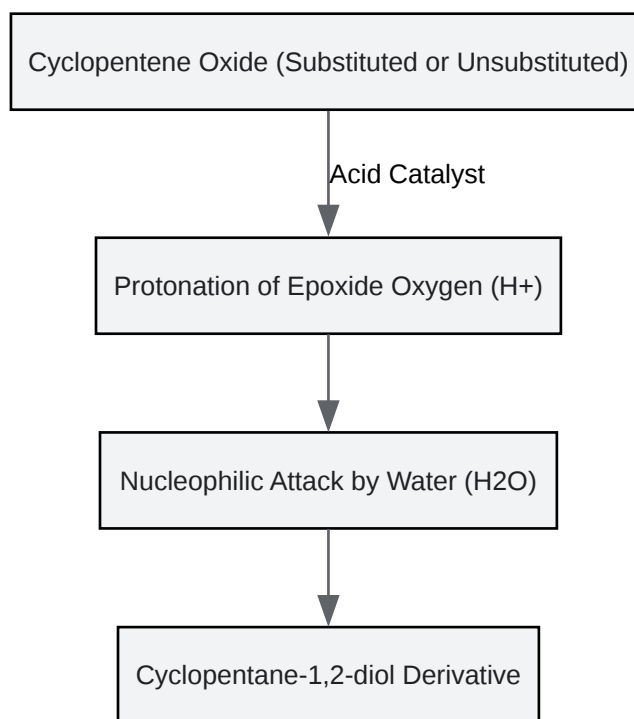 Cyclopentene Oxide (Substituted or Unsubstituted)
Acid Catalyst
Protonation of Epoxide Oxygen (H+)
Nucleophilic Attack by Water (H2O)
Cyclopentane-1,2-diol Derivative